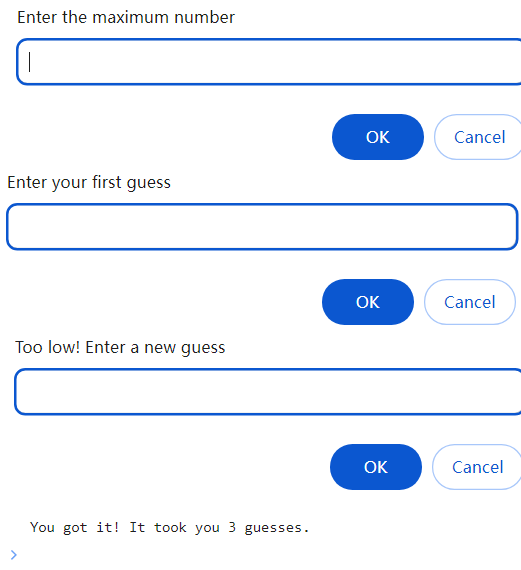 Enter the maximum number
OK Cancel
Enter your first guess
OK Cancel
Too low! Enter a new guess
OK Cancel
You got it! It took you 3 guesses.